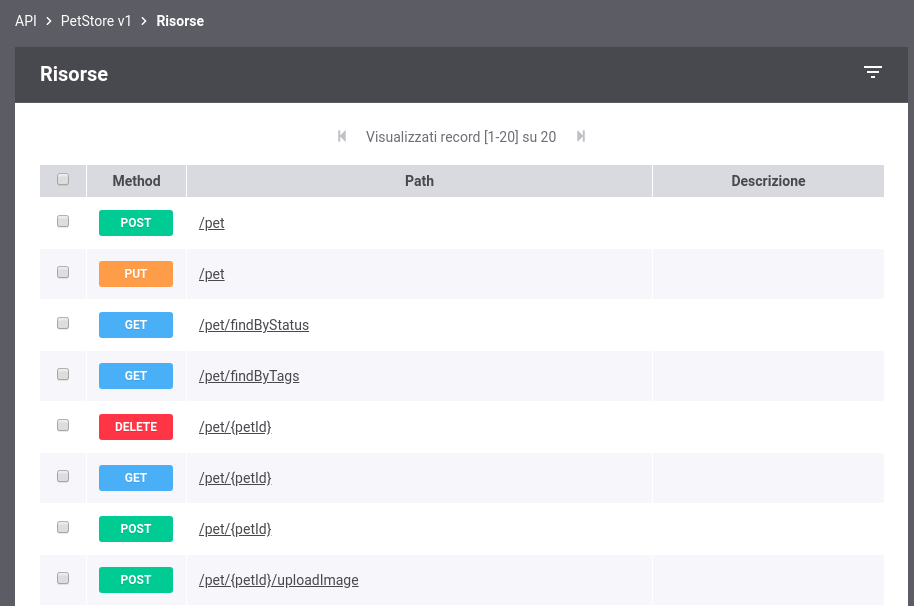 API > PetStore v1 > Risorse
Risorse
Visualizzati record [1-20] su 20
Method Path Descrizione
POST /pet
PUT /pet
GET /pet/findByStatus
GET /pet/findByTags
DELETE /pet/{petId}
GET /pet/{petId}
POST /pet/{petId}
POST /pet/{petId}/uploadImage